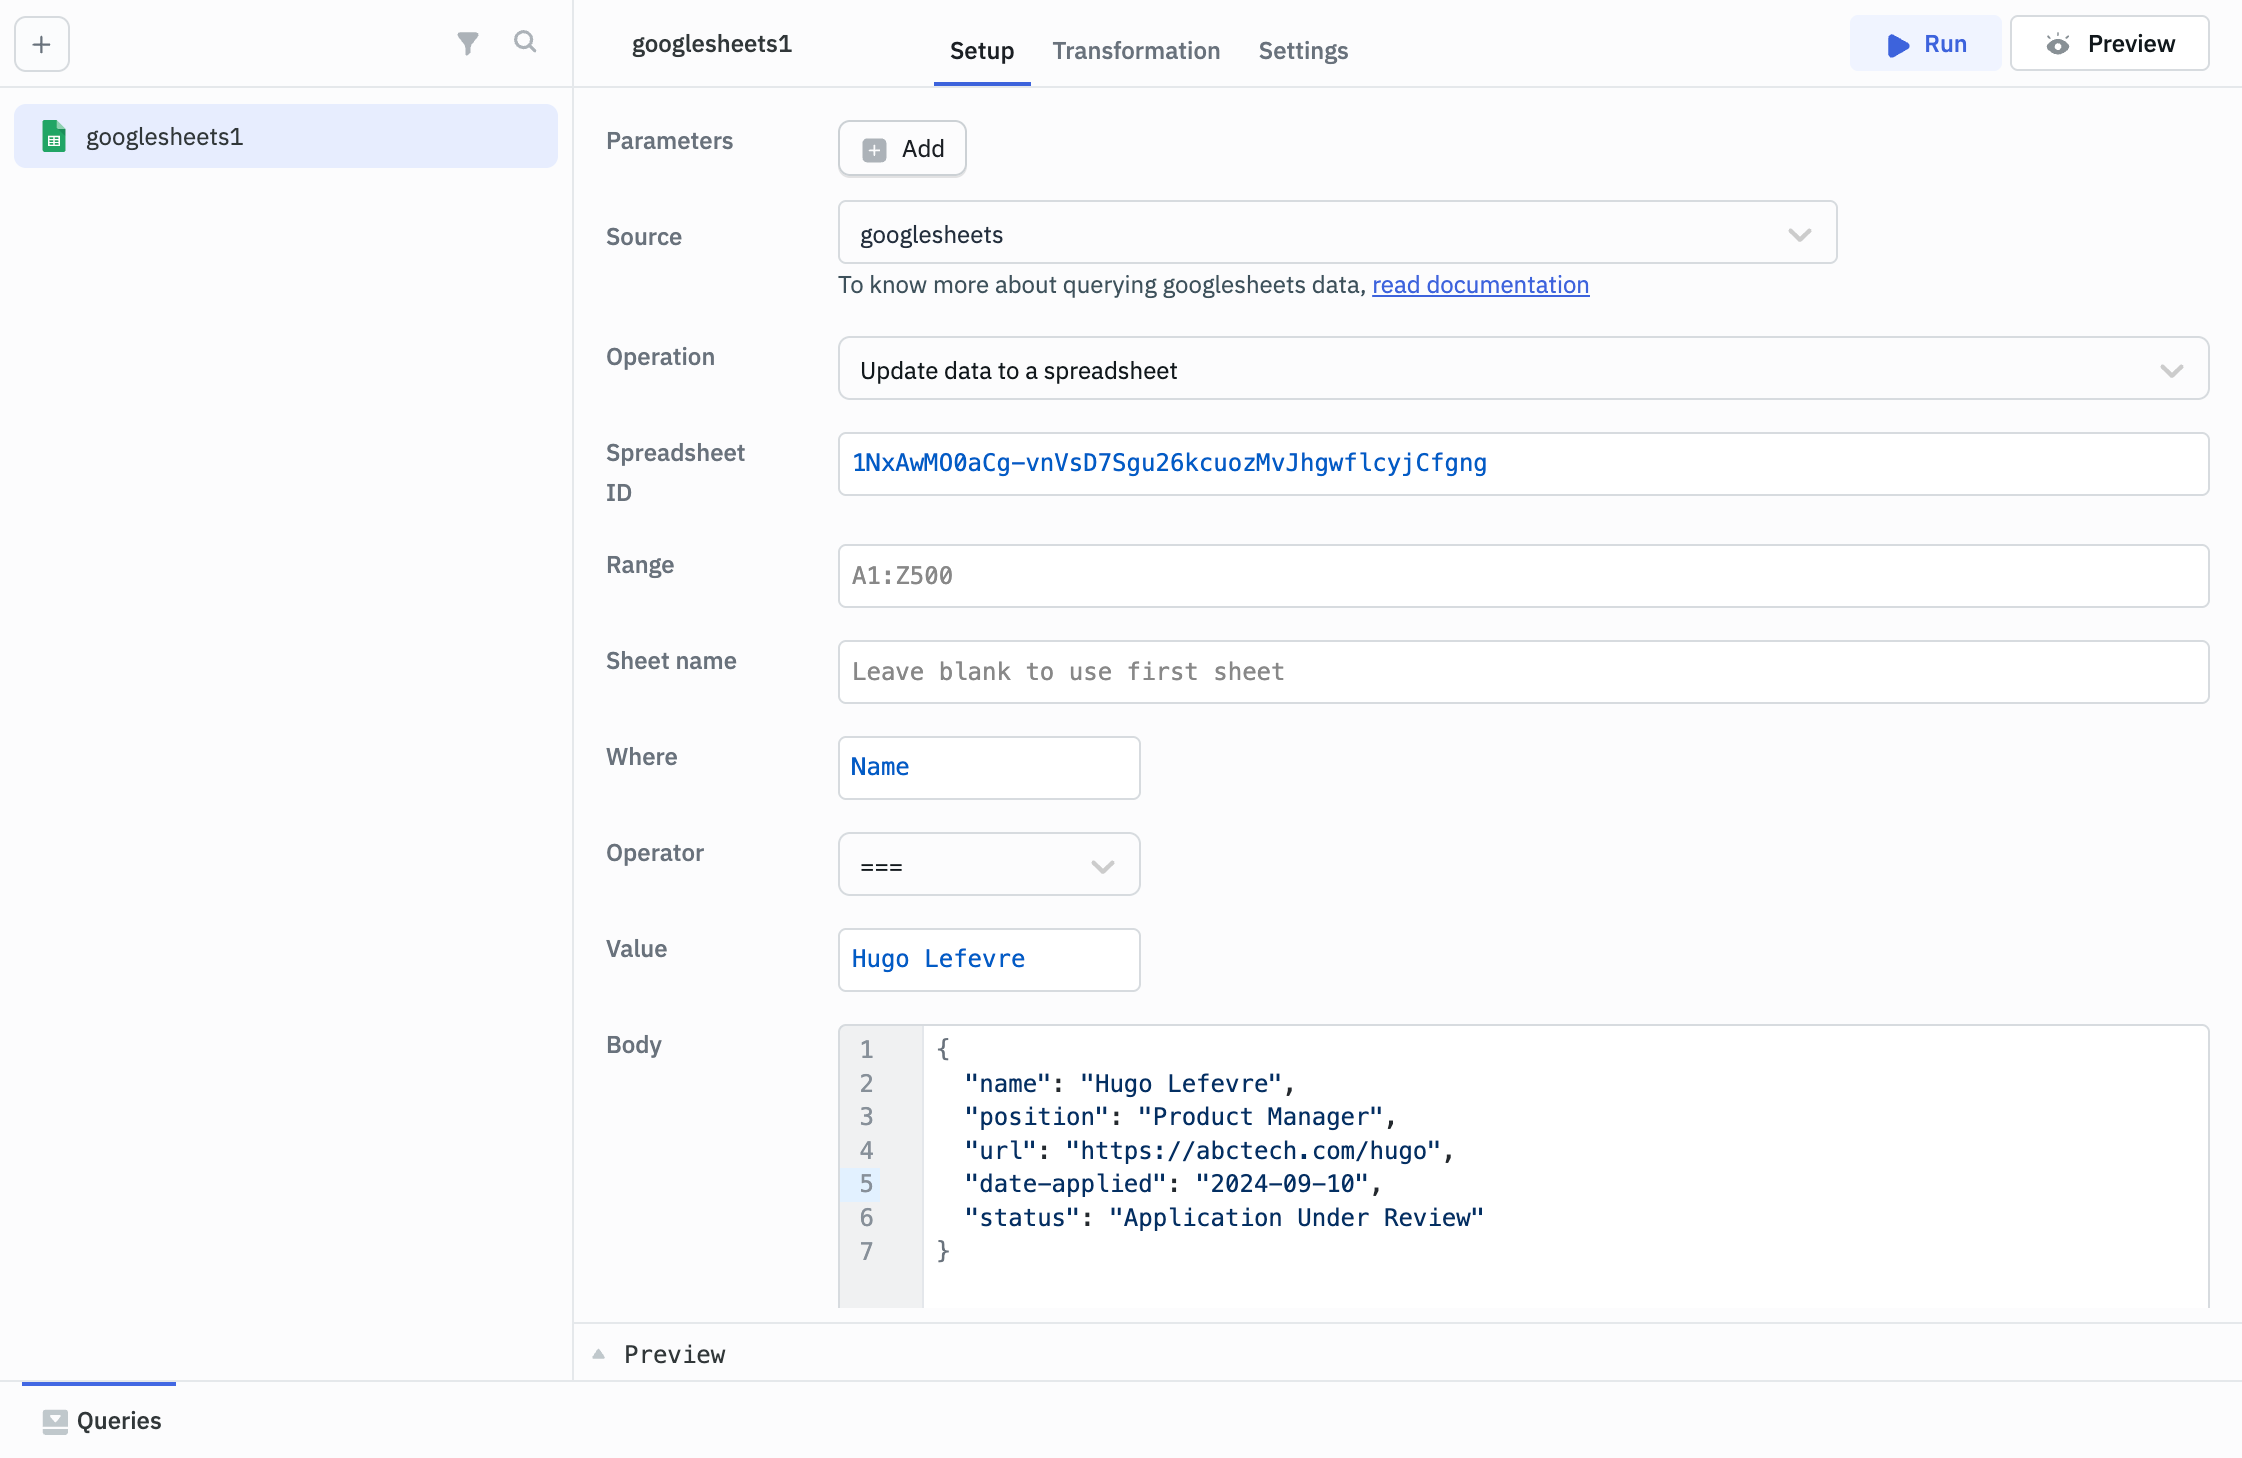 googlesheets1
Setup
Transformation
Settings
Run
Preview
googlesheets1
Parameters
Add
Source
googlesheets
To know more about querying googlesheets data, read documentation
Operation
Update data to a spreadsheet
Spreadsheet
ID
1NxAwMO0aCg-vnVsD7Sgu26kcuozMvJhgwflcyjCfgng
Range
A1:Z500
Sheet name
Leave blank to use first sheet
Where
Name
Operator
===
Value
Hugo Lefevre
Body
1 {
2 "name": "Hugo Lefevre",
3 "position": "Product Manager",
4 "url": "https://abctech.com/hugo",
5 "date-applied": "2024-09-10",
6 "status": "Application Under Review"
7 }
Preview
Queries